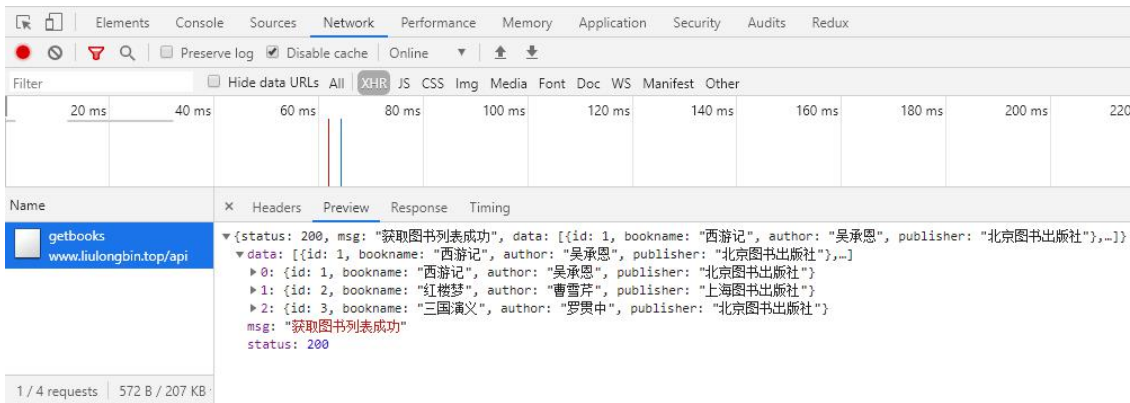 Elements Console Sources Network Performance Memory Application Security Audits Redux
Preserve log Disable cache Online
Filter Hide data URLs All XHR JS CSS Img Media Font Doc WS Manifest Other
20 ms 40 ms 60 ms 80 ms 100 ms 120 ms 140 ms 160 ms 180 ms 200 ms 220
Name × Headers Preview Response Timing
getbooks
www.liulongbin.top/api
▼{status: 200, msg: "获取图书列表成功", data: [{id: 1, bookname: "西游记", author: "吴承恩", publisher: "北京图书出版社"},…]}
▼data: [{id: 1, bookname: "西游记", author: "吴承恩", publisher: "北京图书出版社"},…]
▶0: {id: 1, bookname: "西游记", author: "吴承恩", publisher: "北京图书出版社"}
▶1: {id: 2, bookname: "红楼梦", author: "曹雪芹", publisher: "上海图书出版社"}
▶2: {id: 3, bookname: "三国演义", author: "罗贯中", publisher: "北京图书出版社"}
msg: "获取图书列表成功"
status: 200
1 / 4 requests 572 B / 207 KB